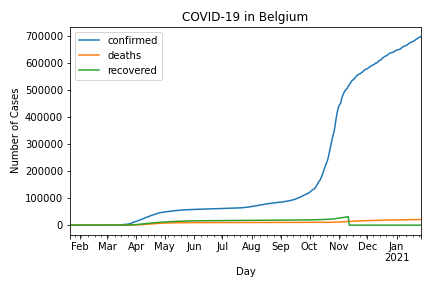 COVID-19 in Belgium
confirmed
deaths
recovered
Number of Cases
700000
600000
500000
400000
300000
200000
100000
0
Feb Mar Apr May Jun Jul Aug Sep Oct Nov Dec Jan
2021
Day